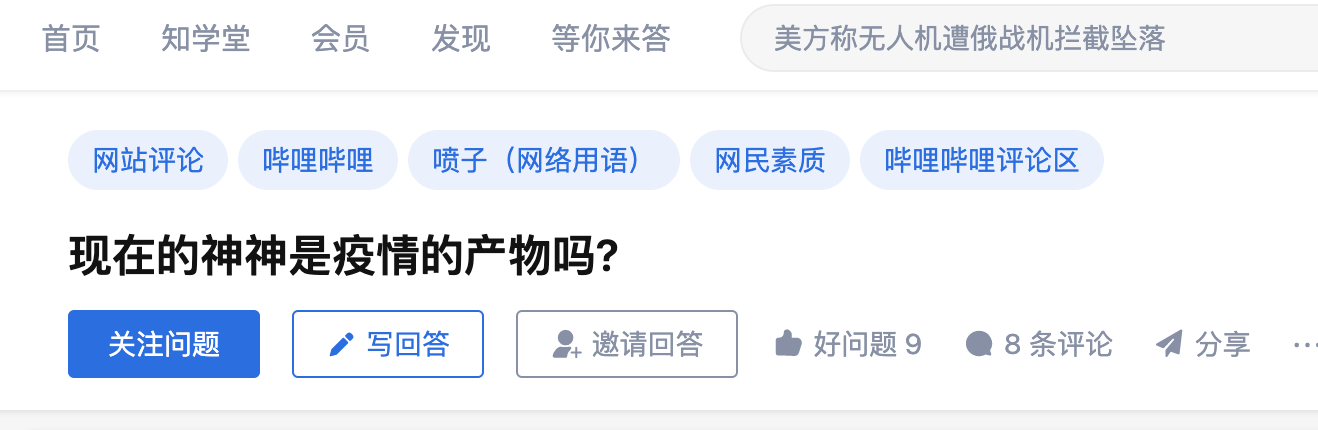 首页 知学堂 会员 发现 等你来答 美方称无人机遭俄战机拦截坠落
网站评论 哔哩哔哩 喷子（网络用语） 网民素质 哔哩哔哩评论区
现在的神神是疫情的产物吗?
关注问题 写回答 邀请回答 好问题 9 8 条评论 分享 ...